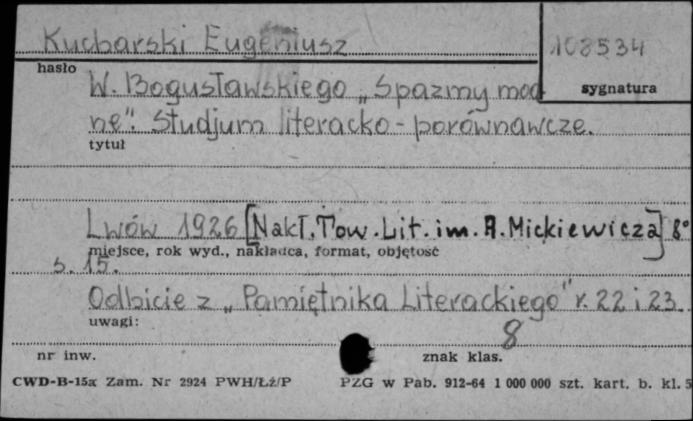 Kucharski Eugeniusz
108534
hasło
sygnatura
W. Bogusławskiego „Spazmy mod-
ne". Studjum literacko-porównawcze.
tytuł
Lwów 1926 [Nakł. Tow. Lit. im. A. Mickiewicza] 8°
miejsce, rok wyd., nakładca, format, objętość
s. 15.
Odbicie z „Pamiętnika Literackiego" r. 22 i 23.
uwagi:
8
nr inw.
znak klas.
CWD-B-15a Zam. Nr 2924 PWH/Łź/P
PZG w Pab. 912-64 1 000 000 szt. kart. b. kl. 5